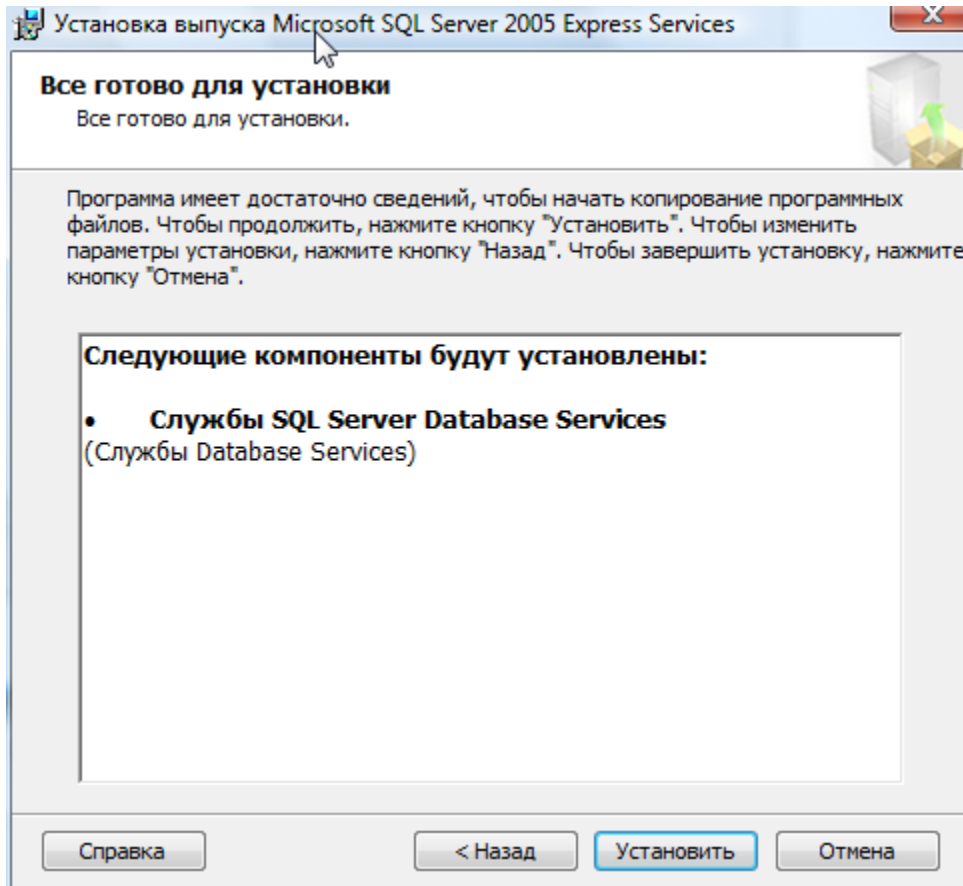 Установка выпуска Microsoft SQL Server 2005 Express Services
Все готово для установки
Все готово для установки.
Программа имеет достаточно сведений, чтобы начать копирование программных
файлов. Чтобы продолжить, нажмите кнопку "Установить". Чтобы изменить
параметры установки, нажмите кнопку "Назад". Чтобы завершить установку, нажмите
кнопку "Отмена".
Следующие компоненты будут установлены:
• Службы SQL Server Database Services
(Службы Database Services)
Справка
< Назад
Установить
Отмена